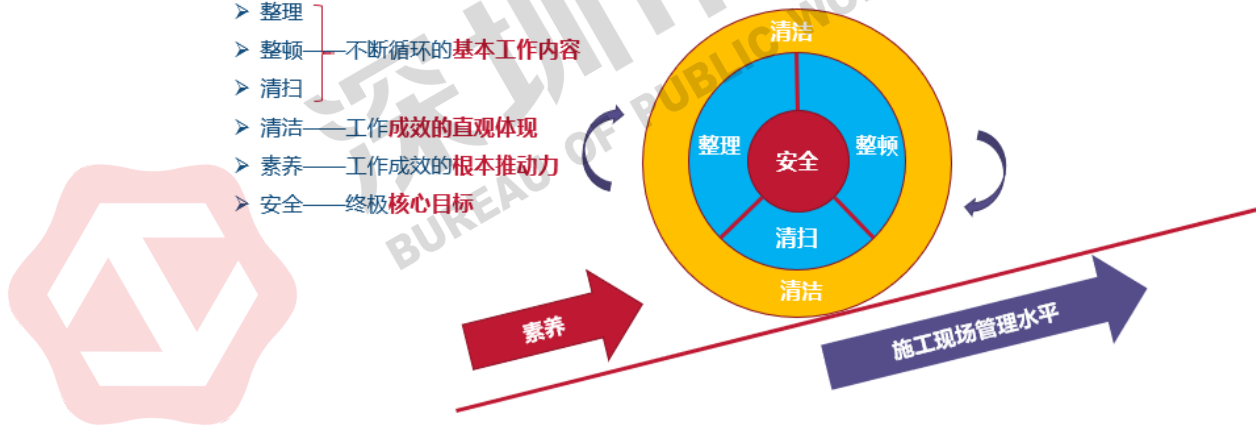 整理
整顿——不断循环的基本工作内容
清扫
清洁——工作成效的直观体现
素养——工作成效的根本推动力
安全——终极核心目标
清洁
整理
安全
整顿
清扫
清洁
素养
施工现场管理水平
深圳
BUREAU OF PUBLIC WO